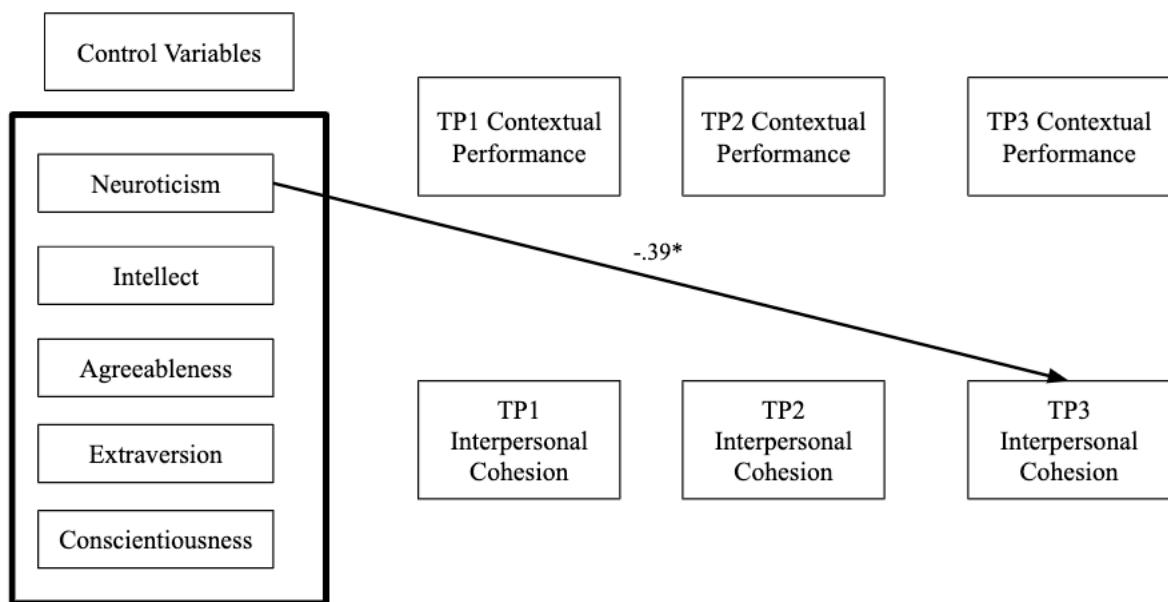 Control Variables
Neuroticism
Intellect
Agreeableness
Extraversion
Conscientiousness
TP1 Contextual
Performance
TP2 Contextual
Performance
TP3 Contextual
Performance
-.39*
TP1
Interpersonal
Cohesion
TP2
Interpersonal
Cohesion
TP3
Interpersonal
Cohesion